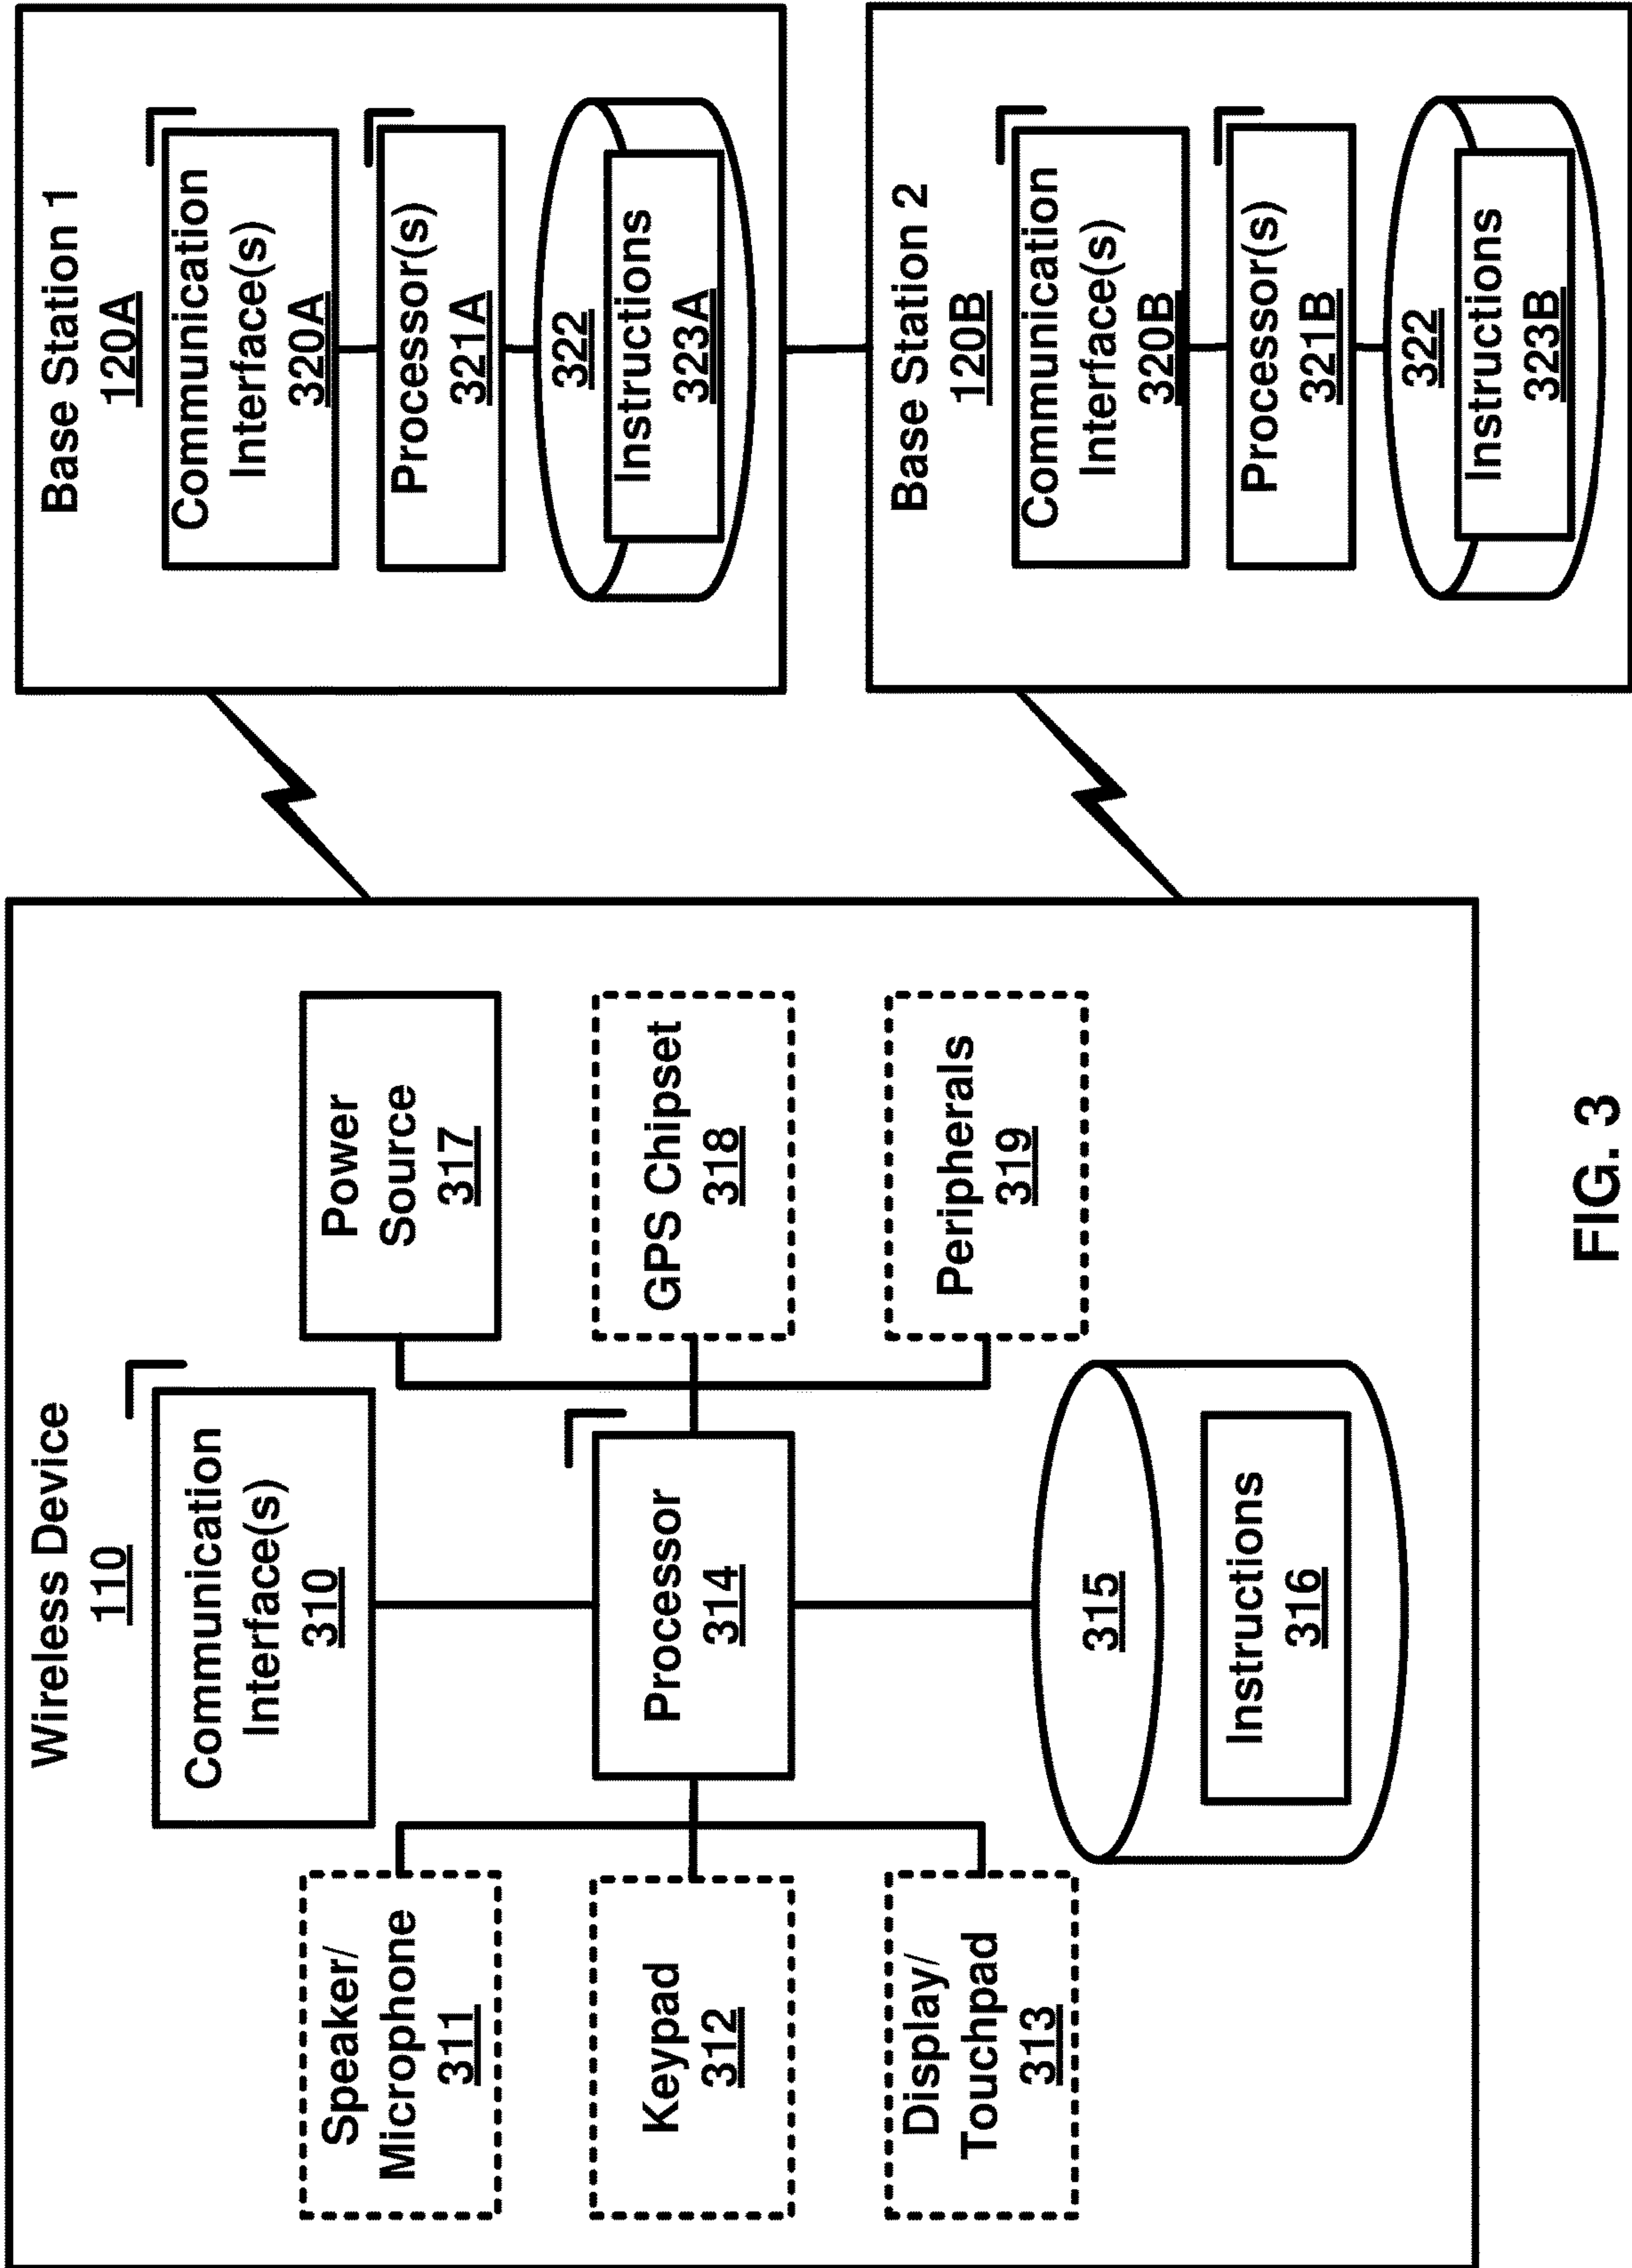 Wireless Device
110
Communication
Interface(s)
310
Speaker/
Microphone
311
Power
Source
317
Keypad
312
Processor
314
GPS Chipset
318
Display/
Touchpad
313
Peripherals
319
315
Instructions
316
Base Station 1
120A
Communication
Interface(s)
320A
Processor(s)
321A
322
Instructions
323A
Base Station 2
120B
Communication
Interface(s)
320B
Processor(s)
321B
322
Instructions
323B
FIG. 3